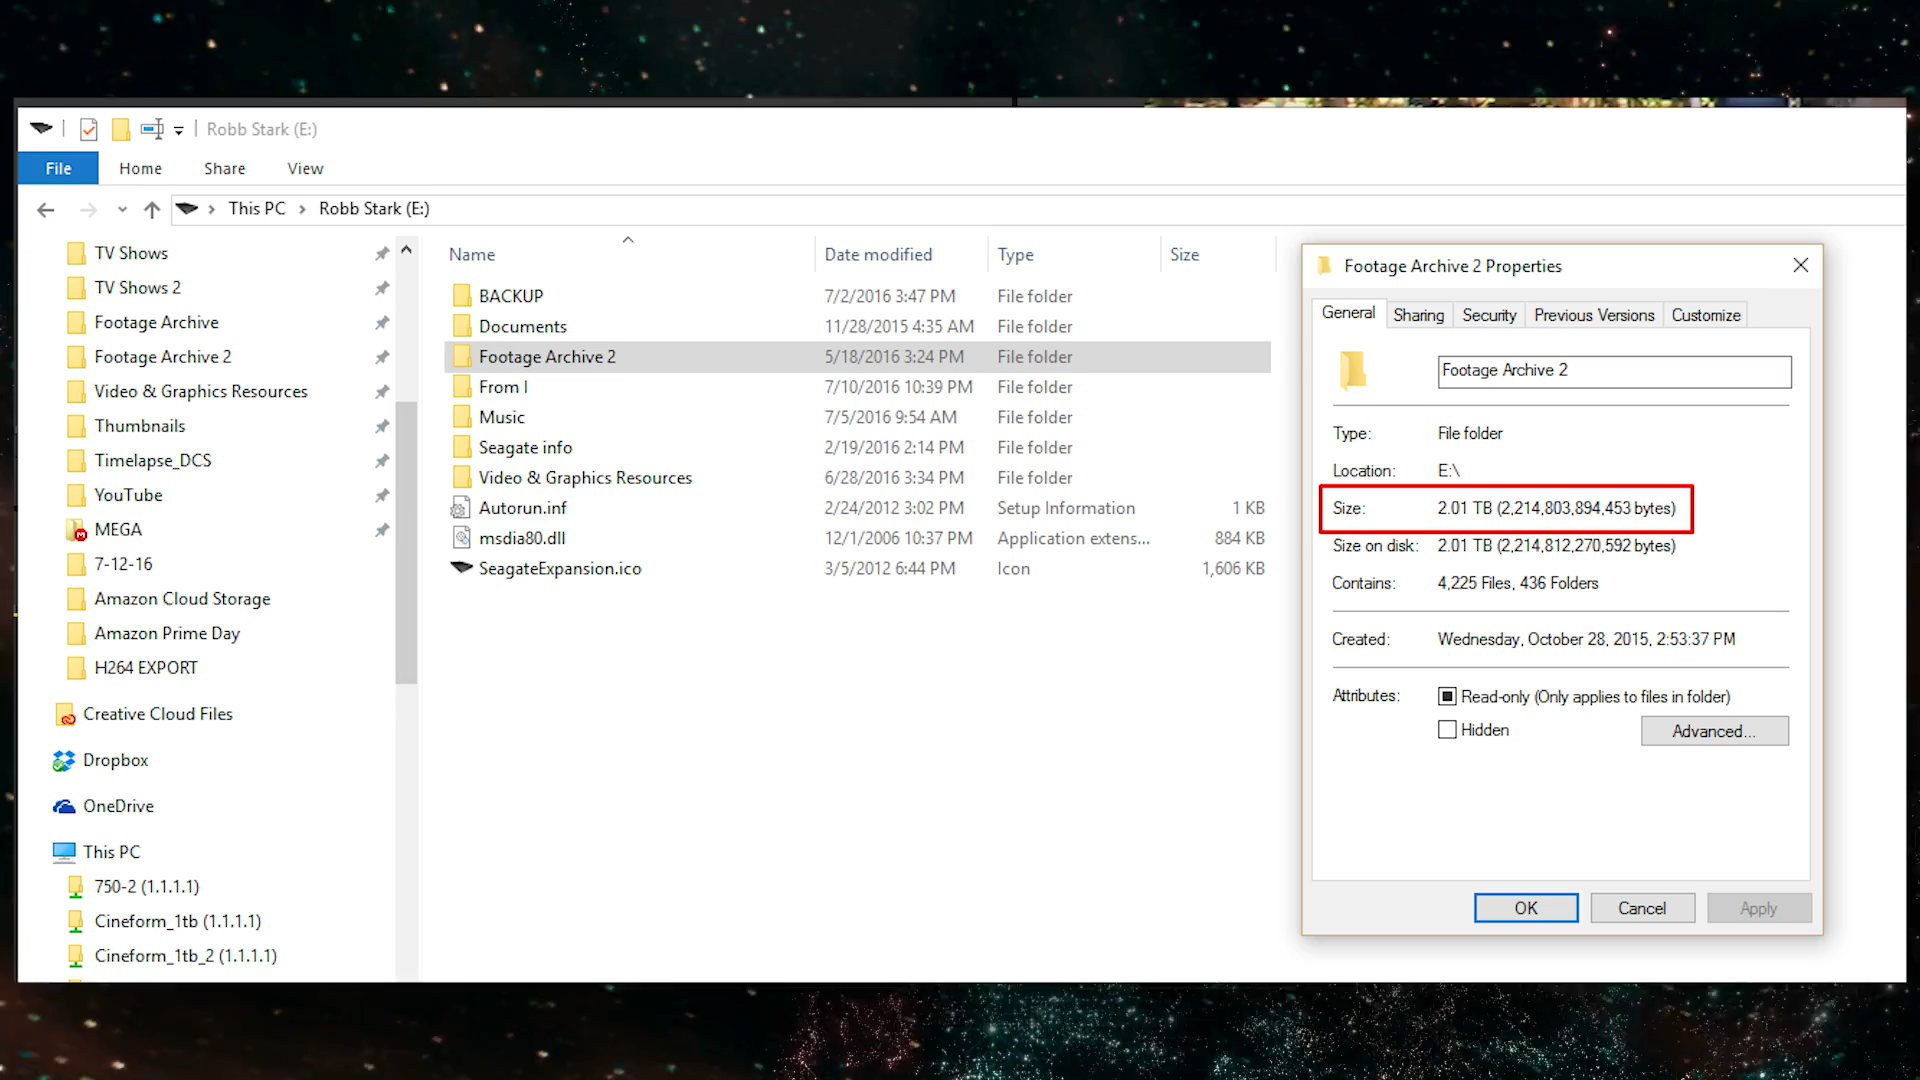 Robb Stark (E:)
File Home Share View
This PC > Robb Stark (E:)
TV Shows
TV Shows 2
Footage Archive
Footage Archive 2
Video & Graphics Resources
Thumbnails
Timelapse_DCS
YouTube
MEGA
7-12-16
Amazon Cloud Storage
Amazon Prime Day
H264 EXPORT
Creative Cloud Files
Dropbox
OneDrive
This PC
750-2 (1.1.1.1)
Cineform_1tb (1.1.1.1)
Cineform_1tb_2 (1.1.1.1)
Name Date modified Type Size
BACKUP 7/2/2016 3:47 PM File folder
Documents 11/28/2015 4:35 AM File folder
Footage Archive 2 5/18/2016 3:24 PM File folder
From I 7/10/2016 10:39 PM File folder
Music 7/5/2016 9:54 AM File folder
Seagate info 2/19/2016 2:14 PM File folder
Video & Graphics Resources 6/28/2016 3:34 PM File folder
Autorun.inf 2/24/2012 3:02 PM Setup Information 1 KB
msdia80.dll 12/1/2006 10:37 PM Application extens... 884 KB
SeagateExpansion.ico 3/5/2012 6:44 PM Icon 1,606 KB
Footage Archive 2 Properties
General Sharing Security Previous Versions Customize
Footage Archive 2
Type: File folder
Location: E:\
Size: 2.01 TB (2,214,803,894,453 bytes)
Size on disk: 2.01 TB (2,214,812,270,592 bytes)
Contains: 4,225 Files, 436 Folders
Created: Wednesday, October 28, 2015, 2:53:37 PM
Attributes: Read-only (Only applies to files in folder)
Hidden Advanced...
OK Cancel Apply